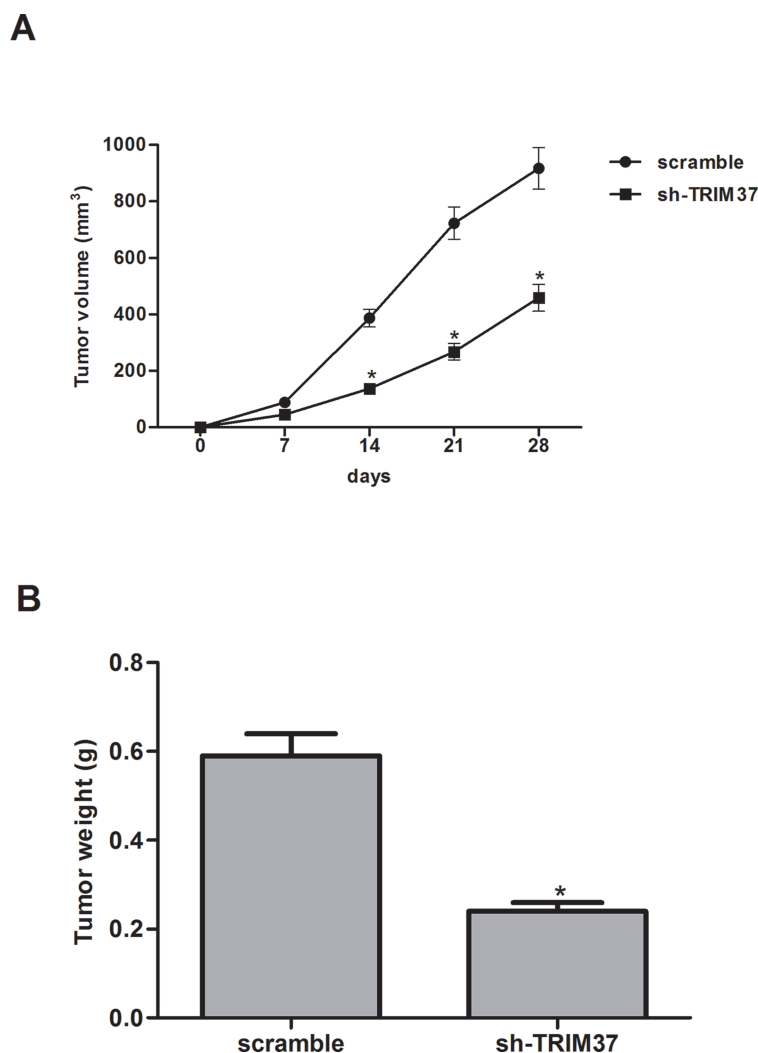 A
1000
800
600
400
200
0
Tumor volume (mm³)
scramble
sh-TRIM37
*
*
*
0 7 14 21 28
days
B
0.8
0.6
0.4
0.2
0.0
Tumor weight (g)
*
scramble sh-TRIM37